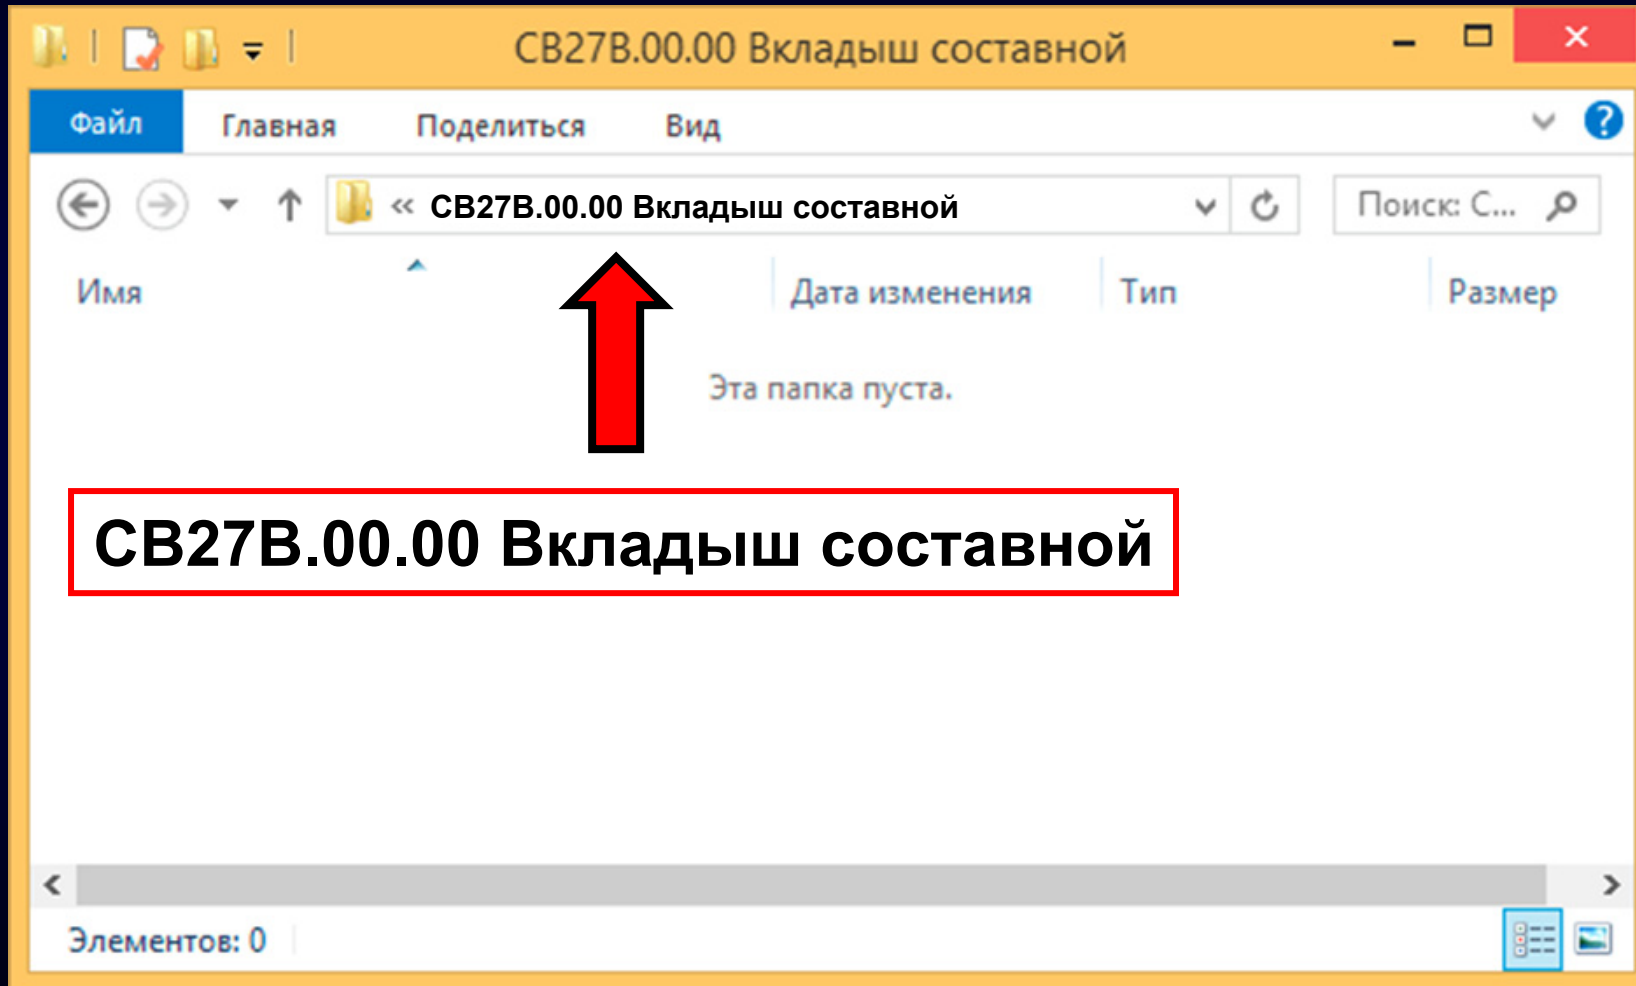 СВ27В.00.00 Вкладыш составной
Файл Главная Поделиться Вид
« СВ27В.00.00 Вкладыш составной Поиск: С...
Имя Дата изменения Тип Размер
Эта папка пуста.
СВ27В.00.00 Вкладыш составной
Элементов: 0